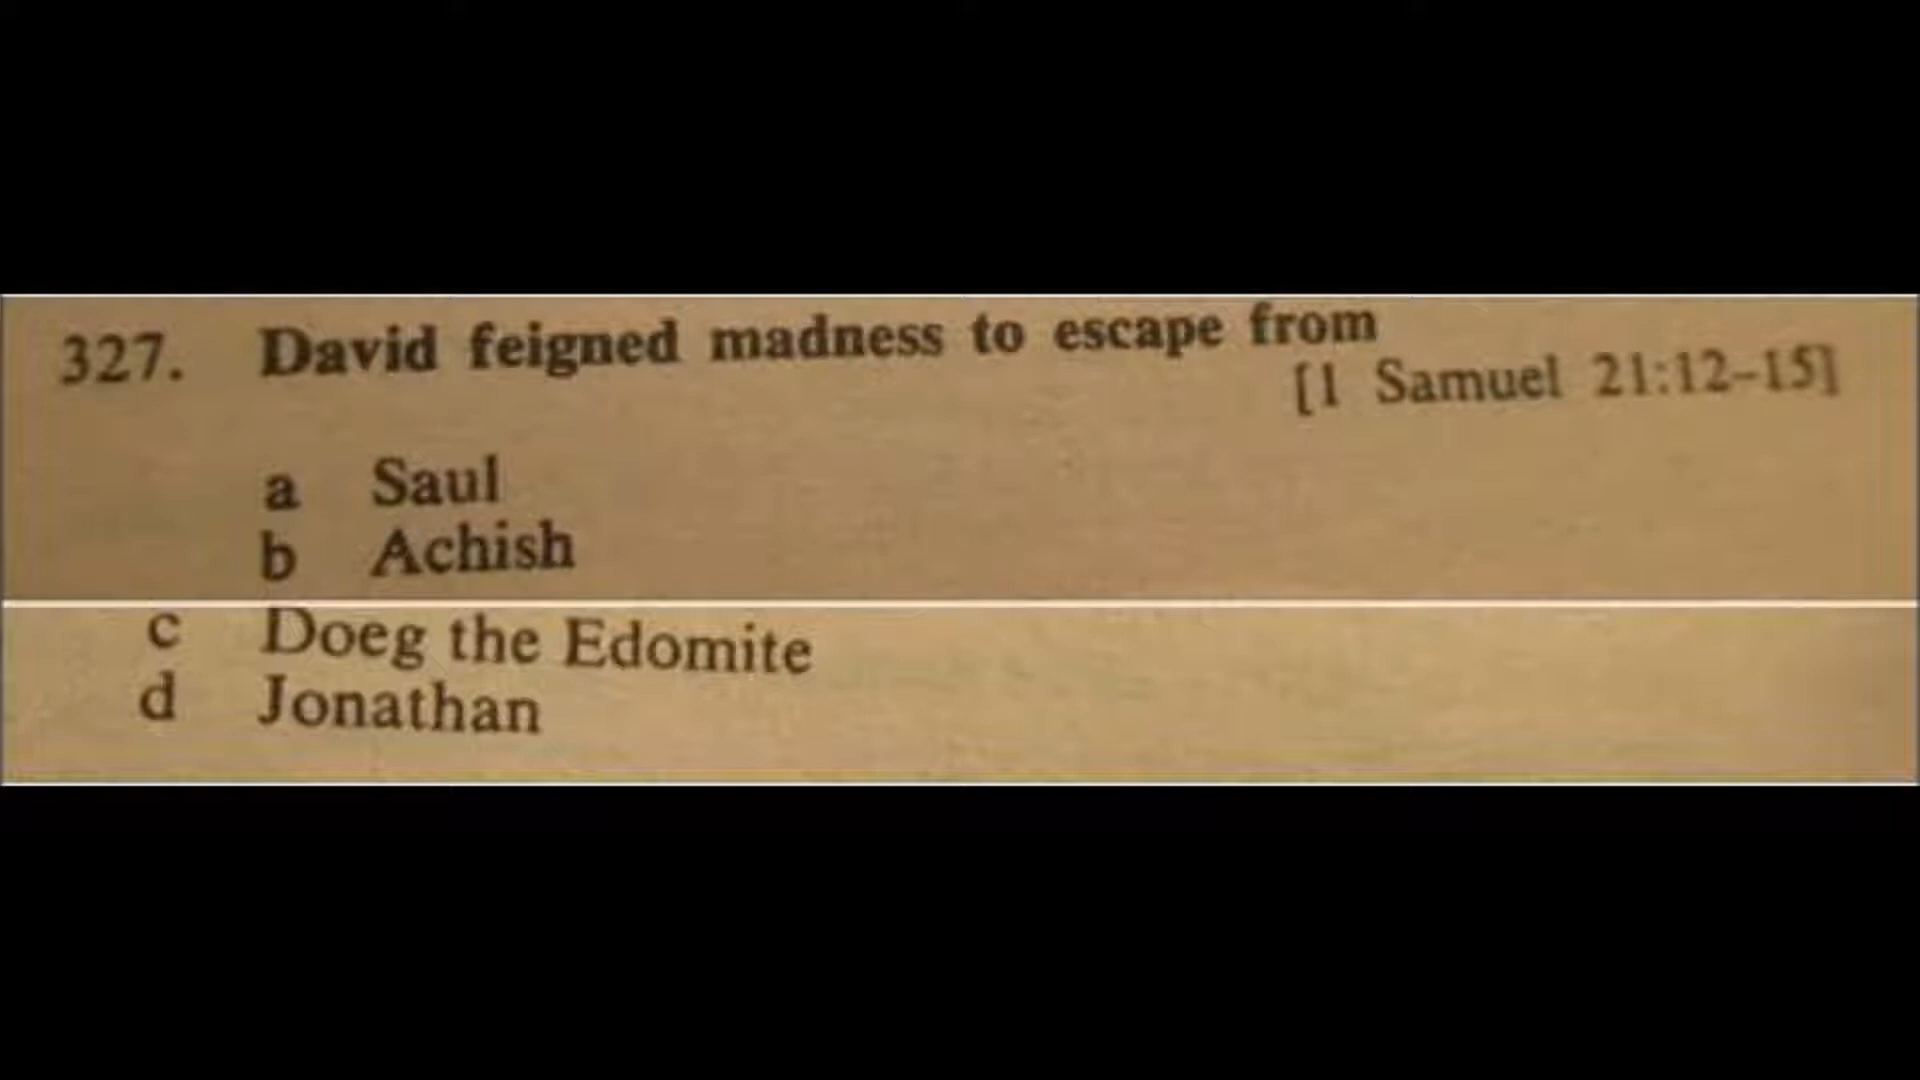 327. David feigned madness to escape from
[1 Samuel 21:12–15]
a Saul
b Achish
c Doeg the Edomite
d Jonathan